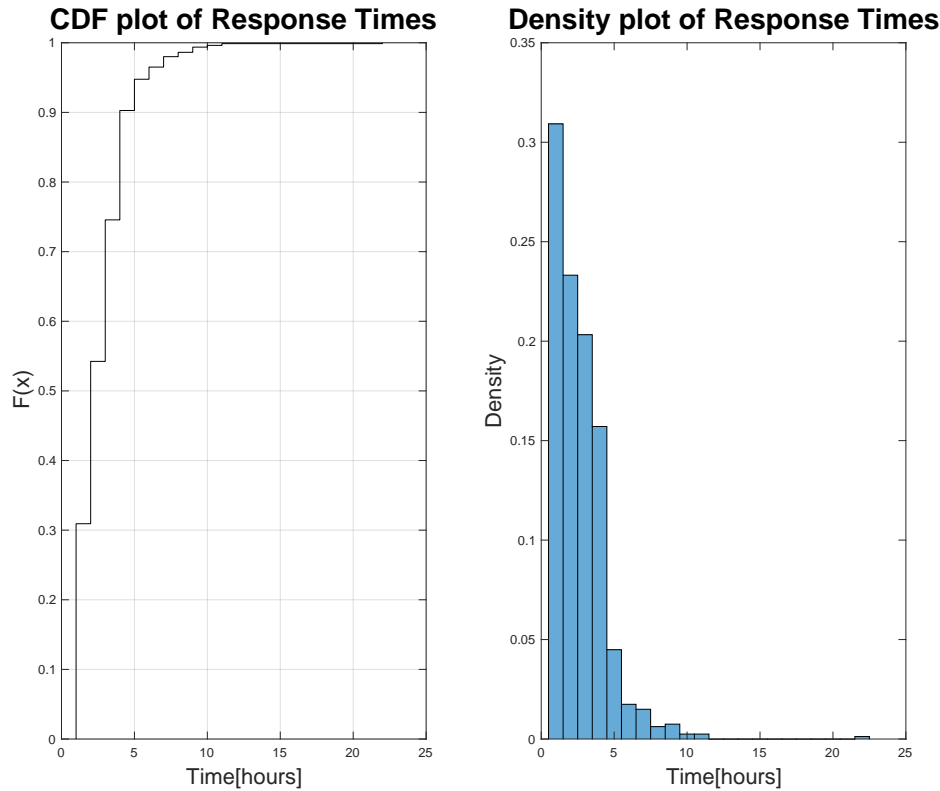 CDF plot of Response Times
1
0.9
0.8
0.7
0.6
0.5
0.4
0.3
0.2
0.1
0
F(x)
0 5 10 15 20 25
Time[hours]
Density plot of Response Times
0.35
0.3
0.25
0.2
0.15
0.1
0.05
0
Density
0 5 10 15 20 25
Time[hours]